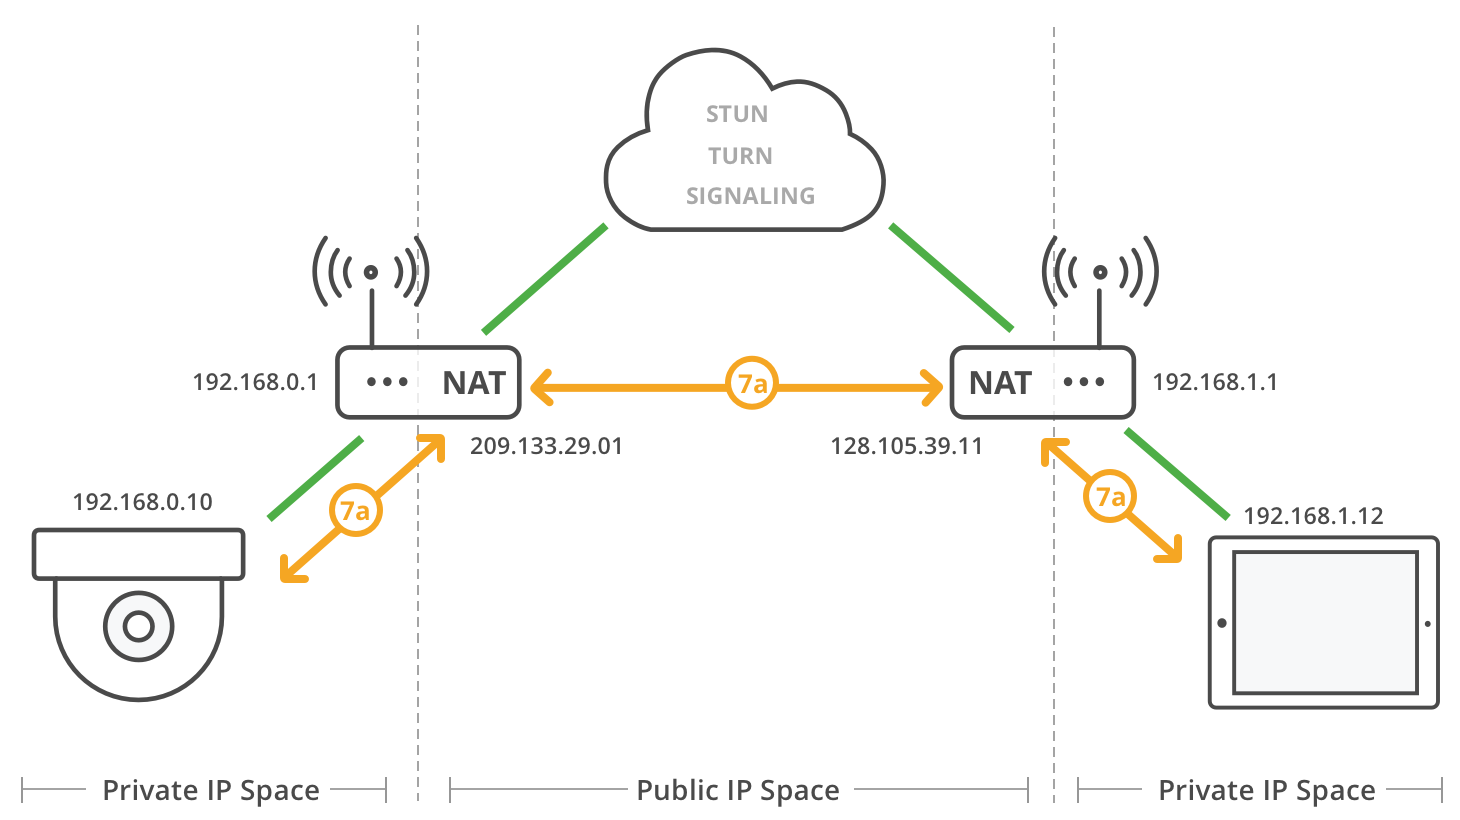 STUN
TURN
SIGNALING
192.168.0.1
NAT
7a
NAT
192.168.1.1
209.133.29.01
128.105.39.11
192.168.0.10
7a
7a
192.168.1.12
Private IP Space
Public IP Space
Private IP Space